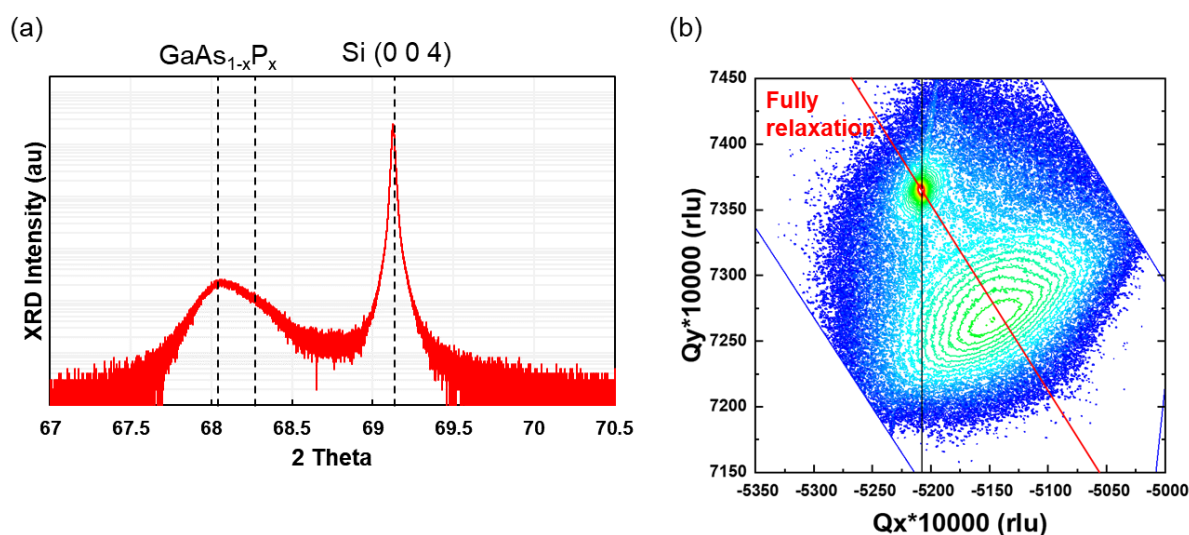 (a)
GaAs1-xPx
Si (0 0 4)
XRD Intensity (au)
67
67.5
68
68.5
69
69.5
70
70.5
2 Theta
(b)
Fully
relaxation
Qy*10000 (rlu)
7450
7400
7350
7300
7250
7200
7150
-5350
-5300
-5250
-5200
-5150
-5100
-5050
-5000
Qx*10000 (rlu)